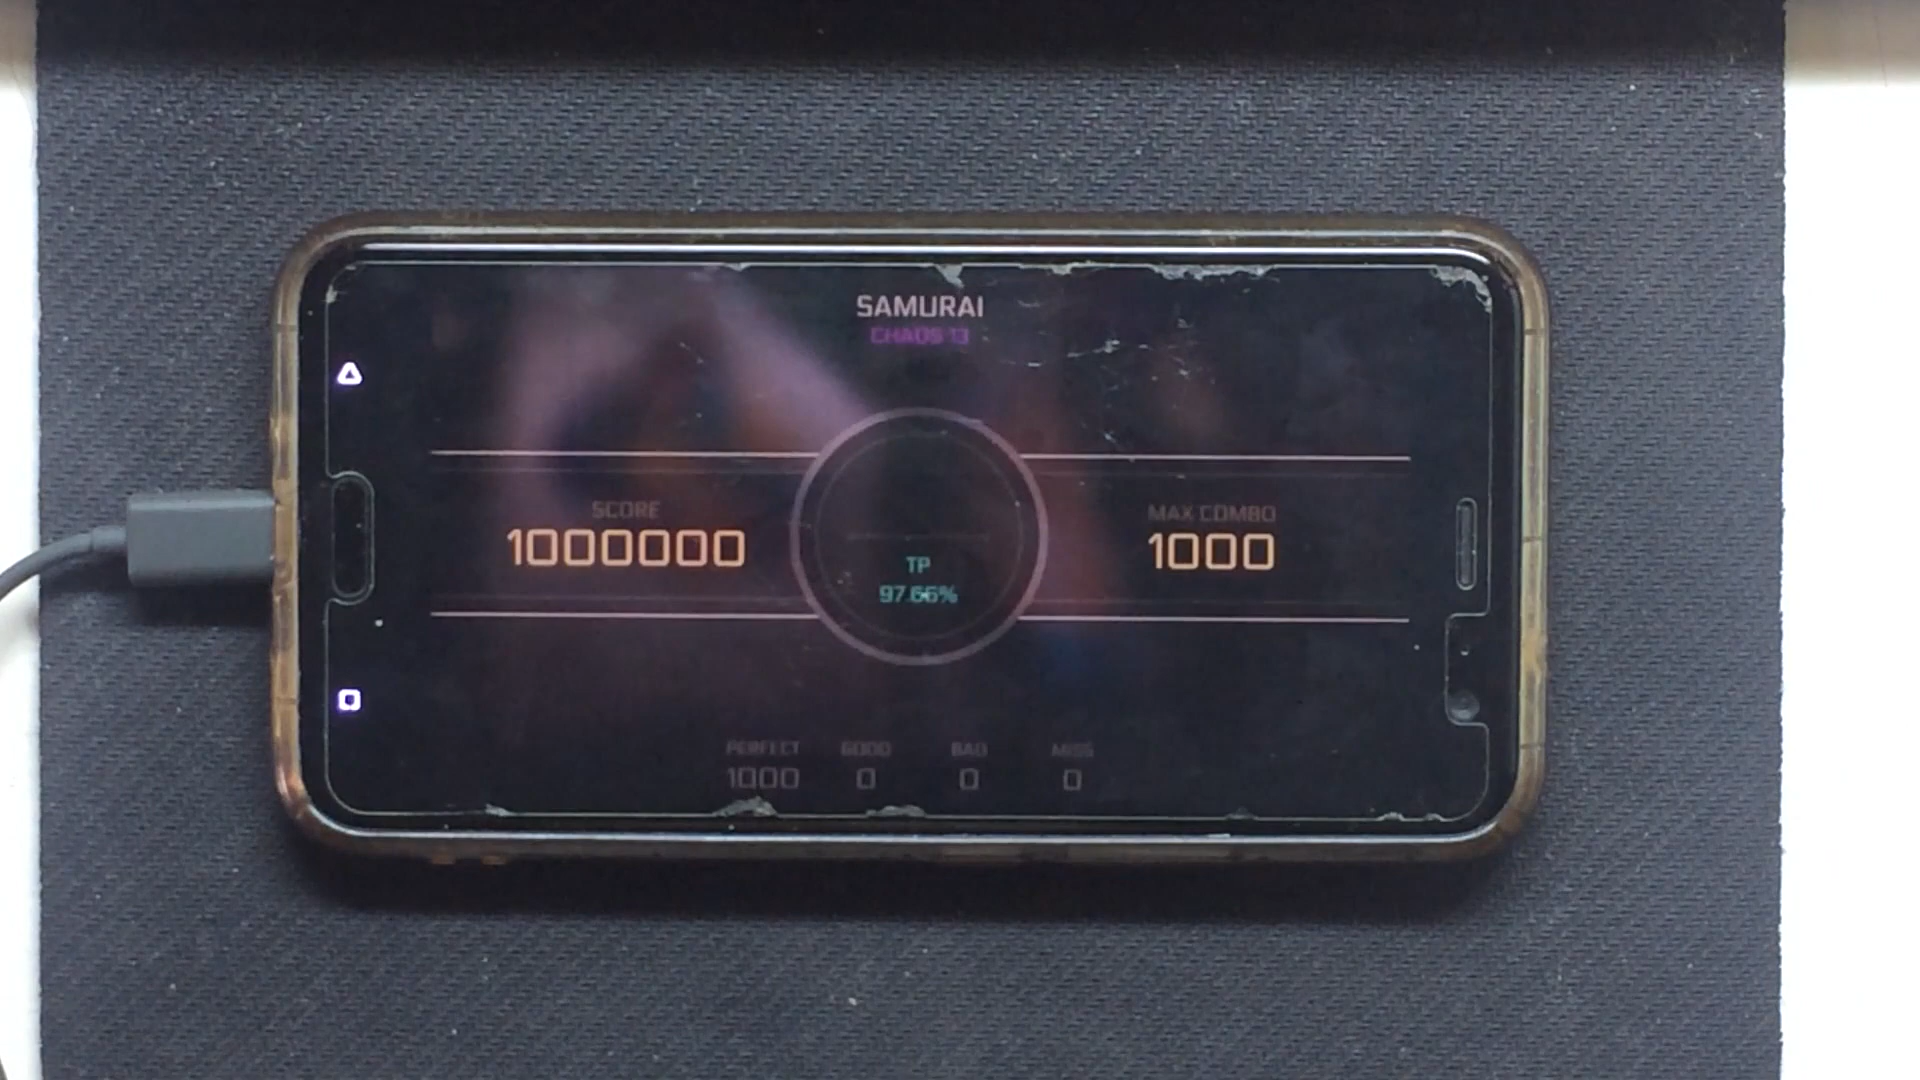 SAMURAI
CHAOS 13
SCORE
1000000
MAX COMBO
1000
TP
97.66%
PERFECT GOOD BAD MISS
1000 0 0 0